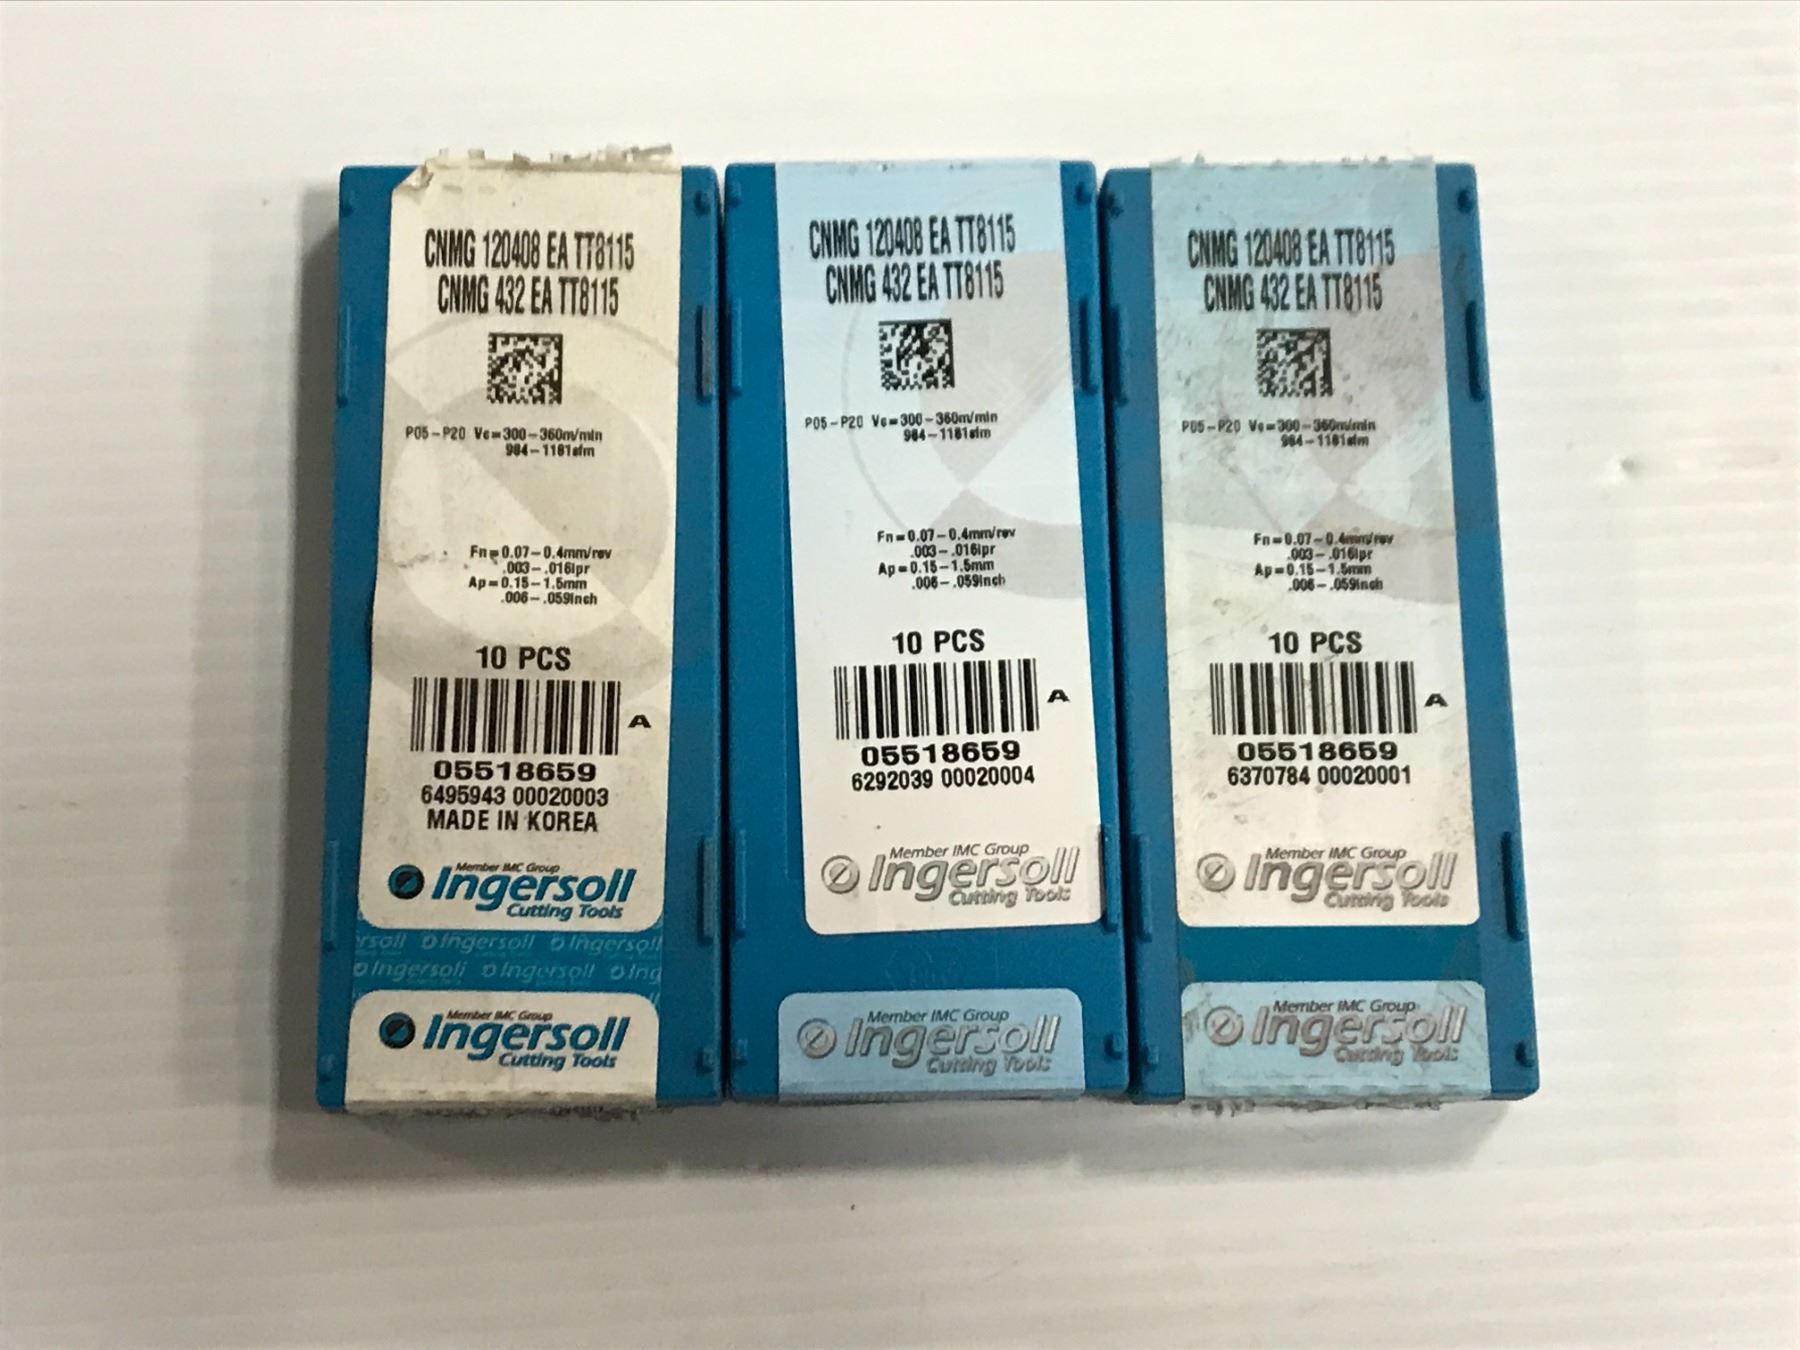 CNMG 120408 EA TT8115
CNMG 432 EA TT8115
P05-P20 Vc=300-360m/min
984-1181sfm
Fn=0.07-0.4mm/rev
.003-.016ipr
Ap=0.15-1.5mm
.006-.059inch
10 PCS
A
05518659
6495943 00020003
MADE IN KOREA
Member IMC Group
Ingersoll
Cutting Tools
rsoll Ingersoll Ingersoll
Ingersoll Ingersoll Ing
Member IMC Group
Ingersoll
Cutting Tools
CNMG 120408 EA TT8115
CNMG 432 EA TT8115
P05-P20 Vc=300-360m/min
984-1181sfm
Fn=0.07-0.4mm/rev
.003-.016ipr
Ap=0.15-1.5mm
.006-.059inch
10 PCS
A
05518659
6292039 00020004
Member IMC Group
Ingersoll
Cutting Tools
Member IMC Group
Ingersoll
Cutting Tools
CNMG 120408 EA TT8115
CNMG 432 EA TT8115
P05-P20 Vc=300-360m/min
984-1181sfm
Fn=0.07-0.4mm/rev
.003-.016ipr
Ap=0.15-1.5mm
.006-.059inch
10 PCS
A
05518659
6370784 00020001
Member IMC Group
Ingersoll
Cutting Tools
Member IMC Group
Ingersoll
Cutting Tools